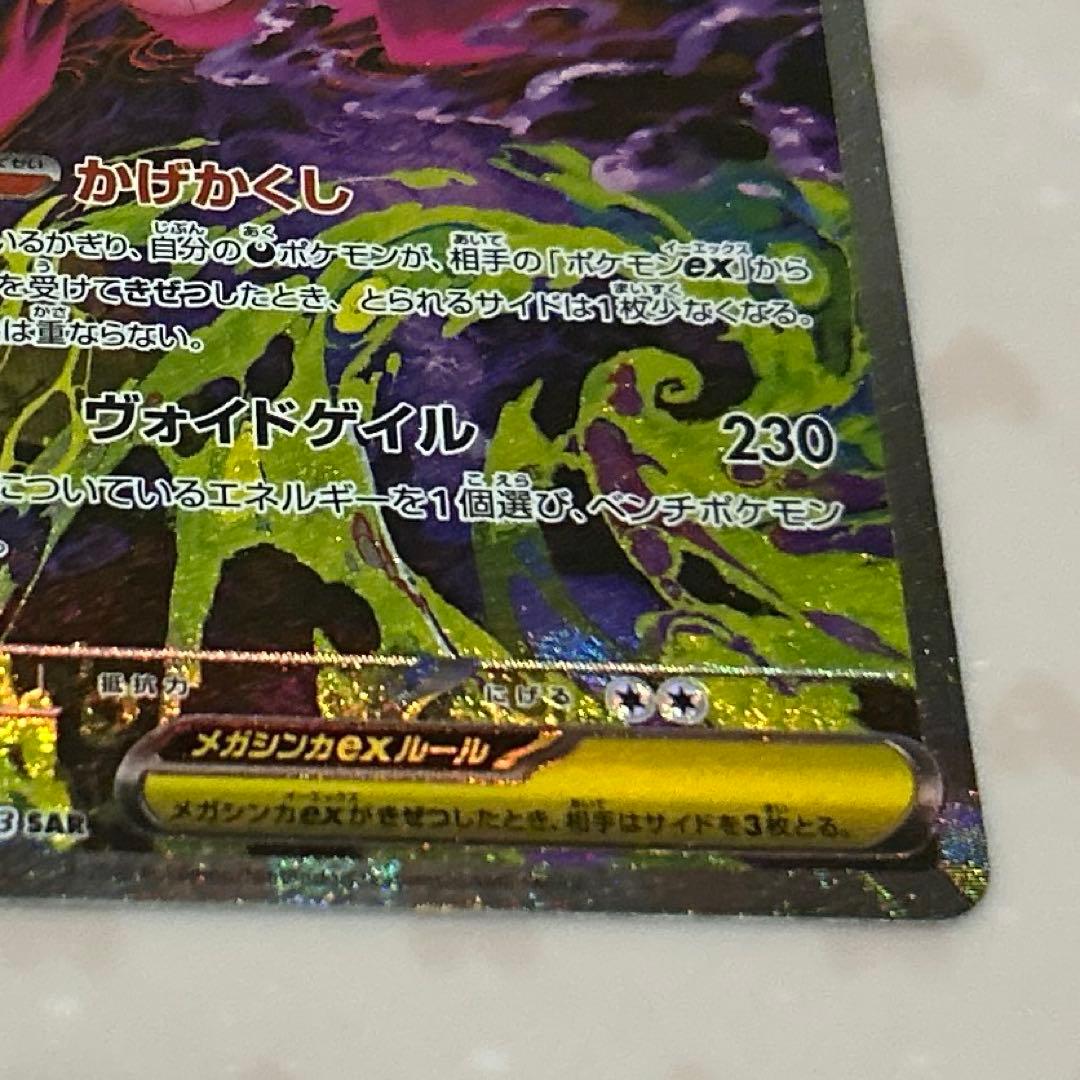 かげかくし
いるかぎり、自分のポケモンが、相手の「ポケモンex」から
を受けてきぜつしたとき、とられるサイドは1枚少なくなる。
は重ならない。
ヴォイドゲイル 230
についているエネルギーを1個選び、ベンチポケモン
。
抵抗力 にげる
メガシンカexルール
メガシンカexがきぜつしたとき、相手はサイドを3枚とる。
SAR